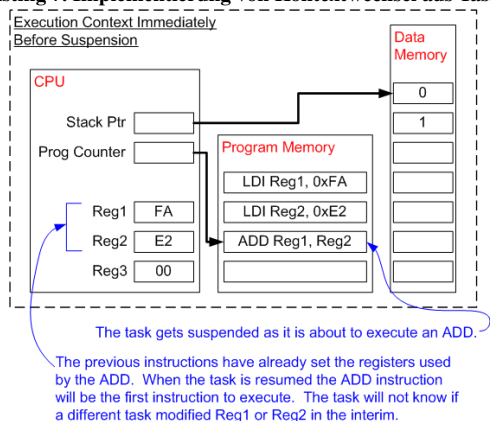 Execution Context Immediately
Before Suspension
Data
Memory
CPU
0
Stack Ptr
1
Prog Counter
Program Memory
LDI Reg1, 0xFA
Reg1 FA
LDI Reg2, 0xE2
Reg2 E2
ADD Reg1, Reg2
Reg3 00
The task gets suspended as it is about to execute an ADD.
The previous instructions have already set the registers used
by the ADD. When the task is resumed the ADD instruction
will be the first instruction to execute. The task will not know if
a different task modified Reg1 or Reg2 in the interim.